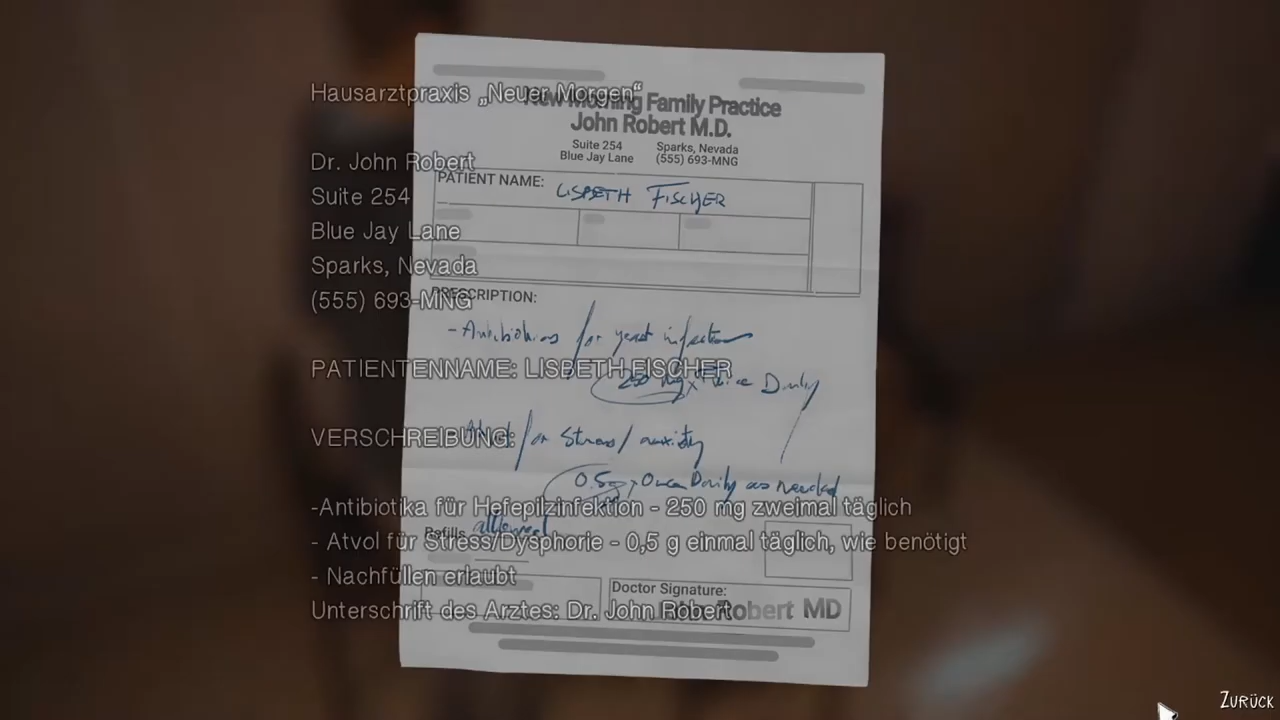 Hausarztpraxis „Neuer Morgen“
Dr. John Robert
Suite 254
Blue Jay Lane
Sparks, Nevada
(555) 693-MNG
PATIENTENNAME: LISBETH FISCHER
VERSCHREIBUNG:
-Antibiotika für Hefepilzinfektion - 250 mg zweimal täglich
- Atvol für Stress/Dysphorie - 0,5 g einmal täglich, wie benötigt
- Nachfüllen erlaubt
Unterschrift des Arztes: Dr. John Robert
New Morning Family Practice
John Robert M.D.
Suite 254
Blue Jay Lane
Sparks, Nevada
(555) 693-MNG
PATIENT NAME: LISBETH FISCHER
PRESCRIPTION:
- Antibiotics for yeast infection
250 mg x Twice Daily
for Stress/anxiety
Once Daily as needed
Refills allowed
Doctor Signature:
Robert MD
ZURÜCK